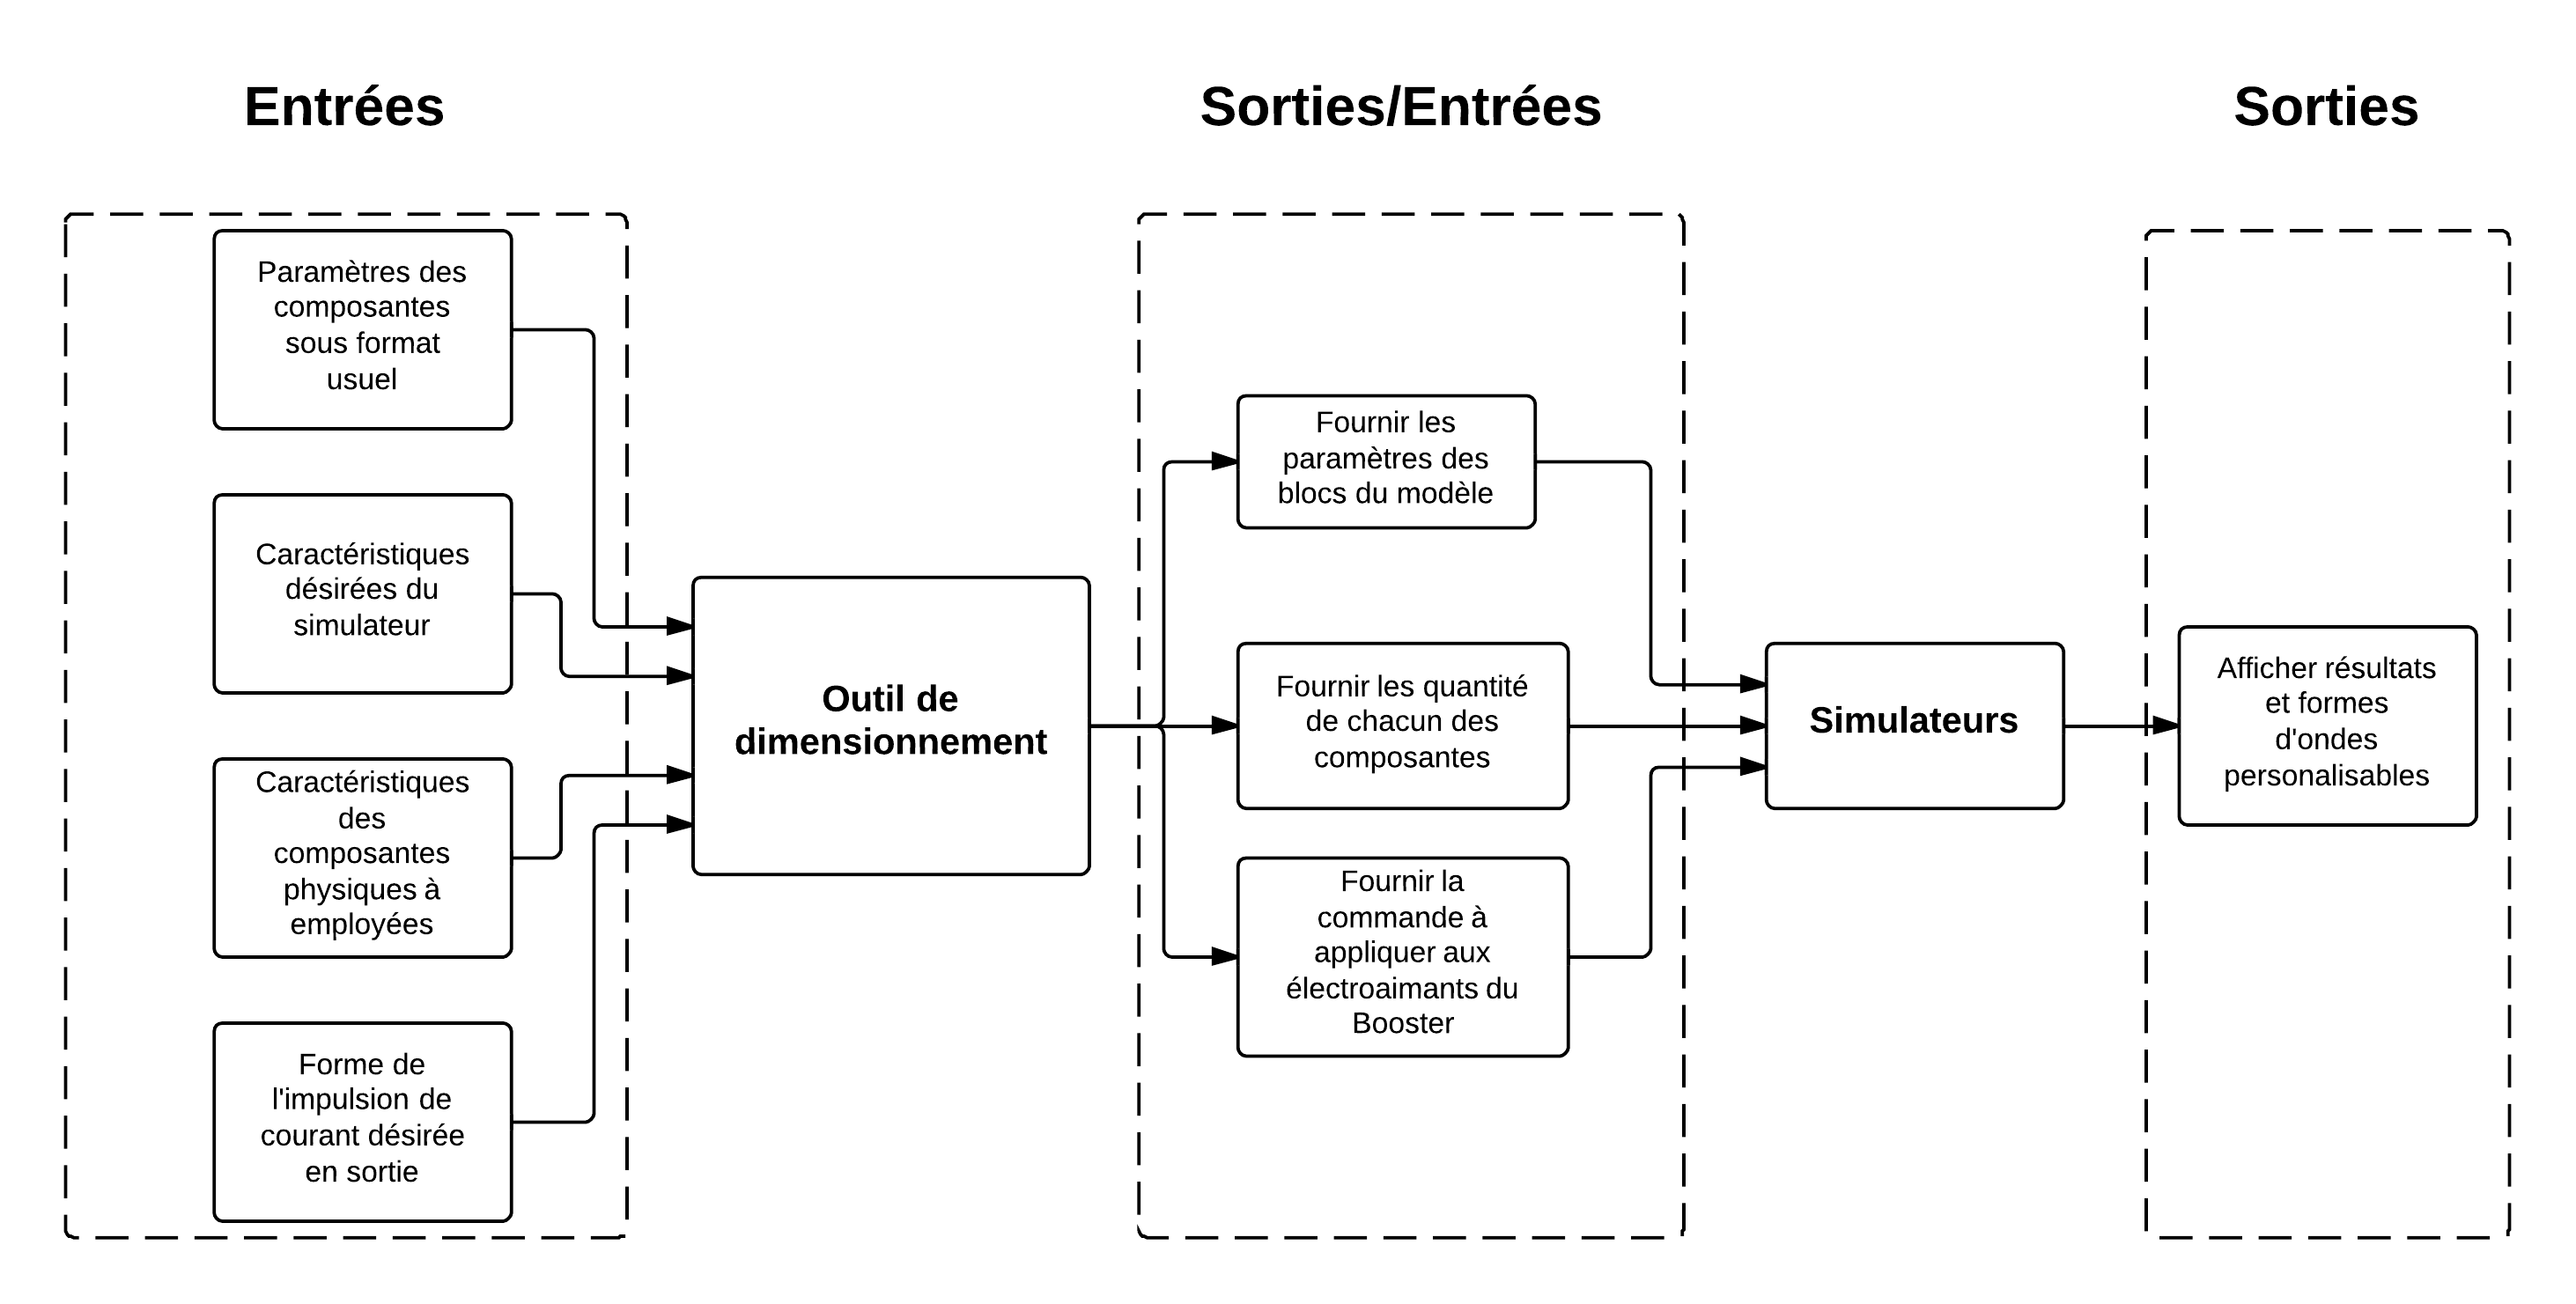 Entrées
Sorties/Entrées
Sorties
Paramètres des
composantes
sous format
usuel
Caractéristiques
désirées du
simulateur
Caractéristiques
des
composantes
physiques à
employées
Forme de
l'impulsion de
courant désirée
en sortie
Outil de
dimensionnement
Fournir les
paramètres des
blocs du modèle
Fournir les quantité
de chacun des
composantes
Fournir la
commande à
appliquer aux
électroaimants du
Booster
Simulateurs
Afficher résultats
et formes
d'ondes
personalisables